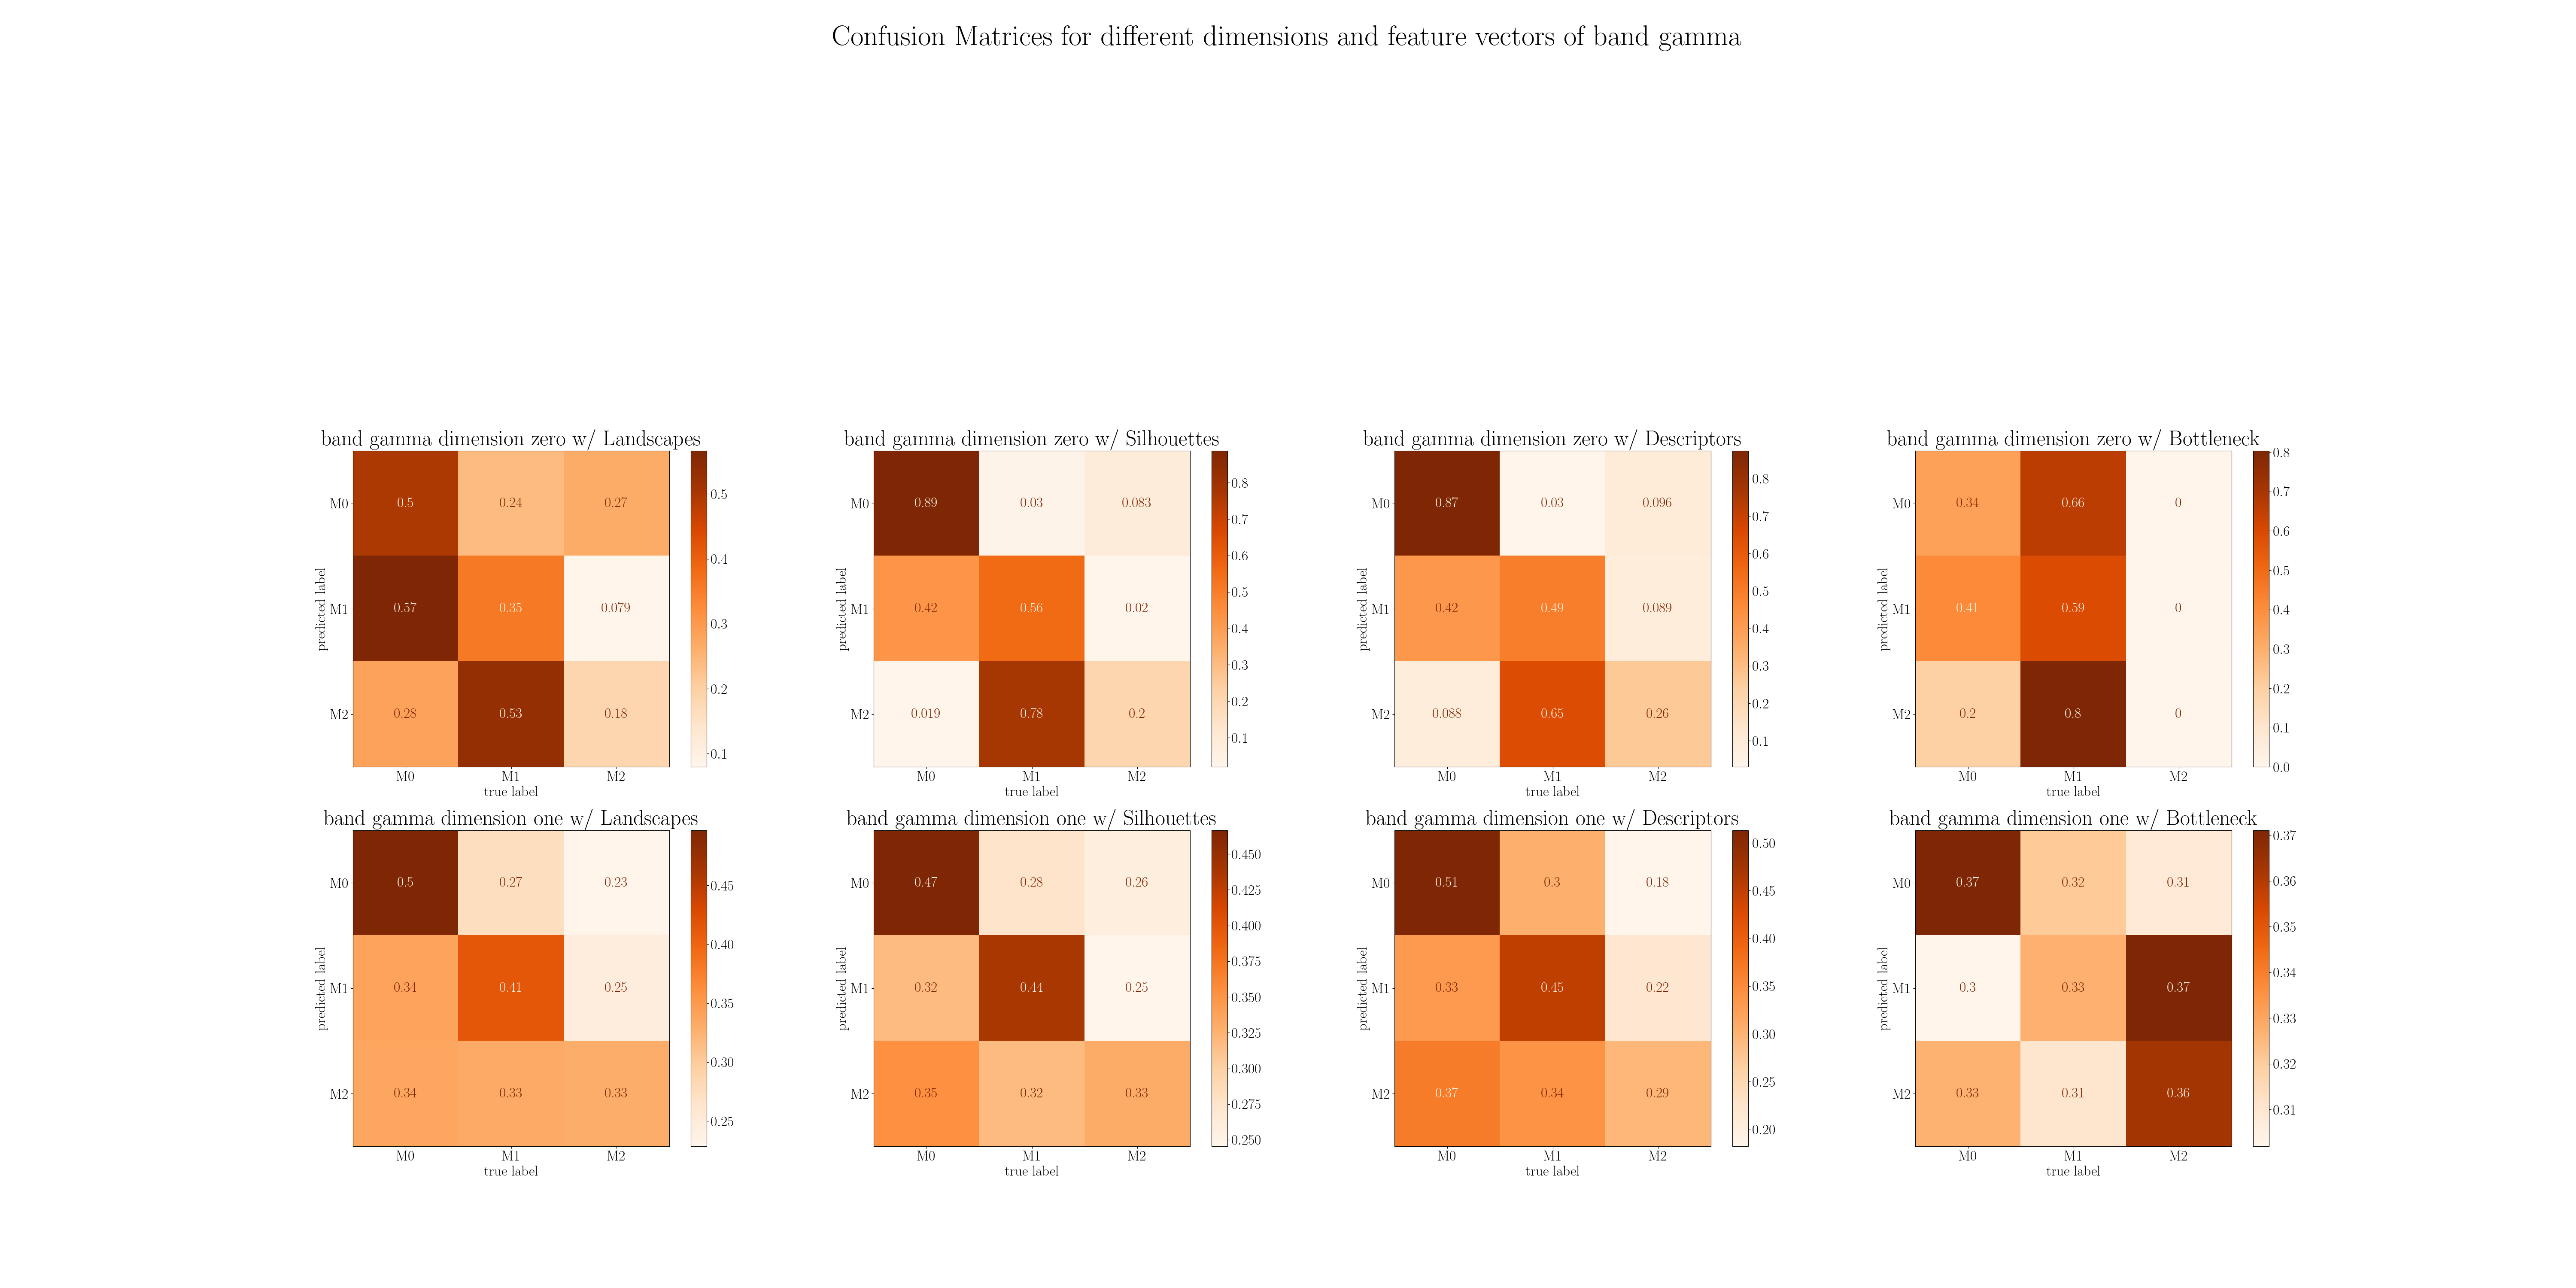 Confusion Matrices for different dimensions and feature vectors of band gamma
band gamma dimension zero w/ Landscapes
predicted label
M0 0.5 0.24 0.27
M1 0.57 0.35 0.079
M2 0.28 0.53 0.18
M0 M1 M2
true label
0.5
0.4
0.3
0.2
0.1
band gamma dimension zero w/ Silhouettes
predicted label
M0 0.89 0.03 0.083
M1 0.42 0.56 0.02
M2 0.019 0.78 0.2
M0 M1 M2
true label
0.8
0.7
0.6
0.5
0.4
0.3
0.2
0.1
band gamma dimension zero w/ Descriptors
predicted label
M0 0.87 0.03 0.096
M1 0.42 0.49 0.089
M2 0.088 0.65 0.26
M0 M1 M2
true label
0.8
0.7
0.6
0.5
0.4
0.3
0.2
0.1
band gamma dimension zero w/ Bottleneck
predicted label
M0 0.34 0.66 0
M1 0.41 0.59 0
M2 0.2 0.8 0
M0 M1 M2
true label
0.8
0.7
0.6
0.5
0.4
0.3
0.2
0.1
0.0
band gamma dimension one w/ Landscapes
predicted label
M0 0.5 0.27 0.23
M1 0.34 0.41 0.25
M2 0.34 0.33 0.33
M0 M1 M2
true label
0.45
0.40
0.35
0.30
0.25
band gamma dimension one w/ Silhouettes
predicted label
M0 0.47 0.28 0.26
M1 0.32 0.44 0.25
M2 0.35 0.32 0.33
M0 M1 M2
true label
0.450
0.425
0.400
0.375
0.350
0.325
0.300
0.275
0.250
band gamma dimension one w/ Descriptors
predicted label
M0 0.51 0.3 0.18
M1 0.33 0.45 0.22
M2 0.37 0.34 0.29
M0 M1 M2
true label
0.50
0.45
0.40
0.35
0.30
0.25
0.20
band gamma dimension one w/ Bottleneck
predicted label
M0 0.37 0.32 0.31
M1 0.3 0.33 0.37
M2 0.33 0.31 0.36
M0 M1 M2
true label
0.37
0.36
0.35
0.34
0.33
0.32
0.31